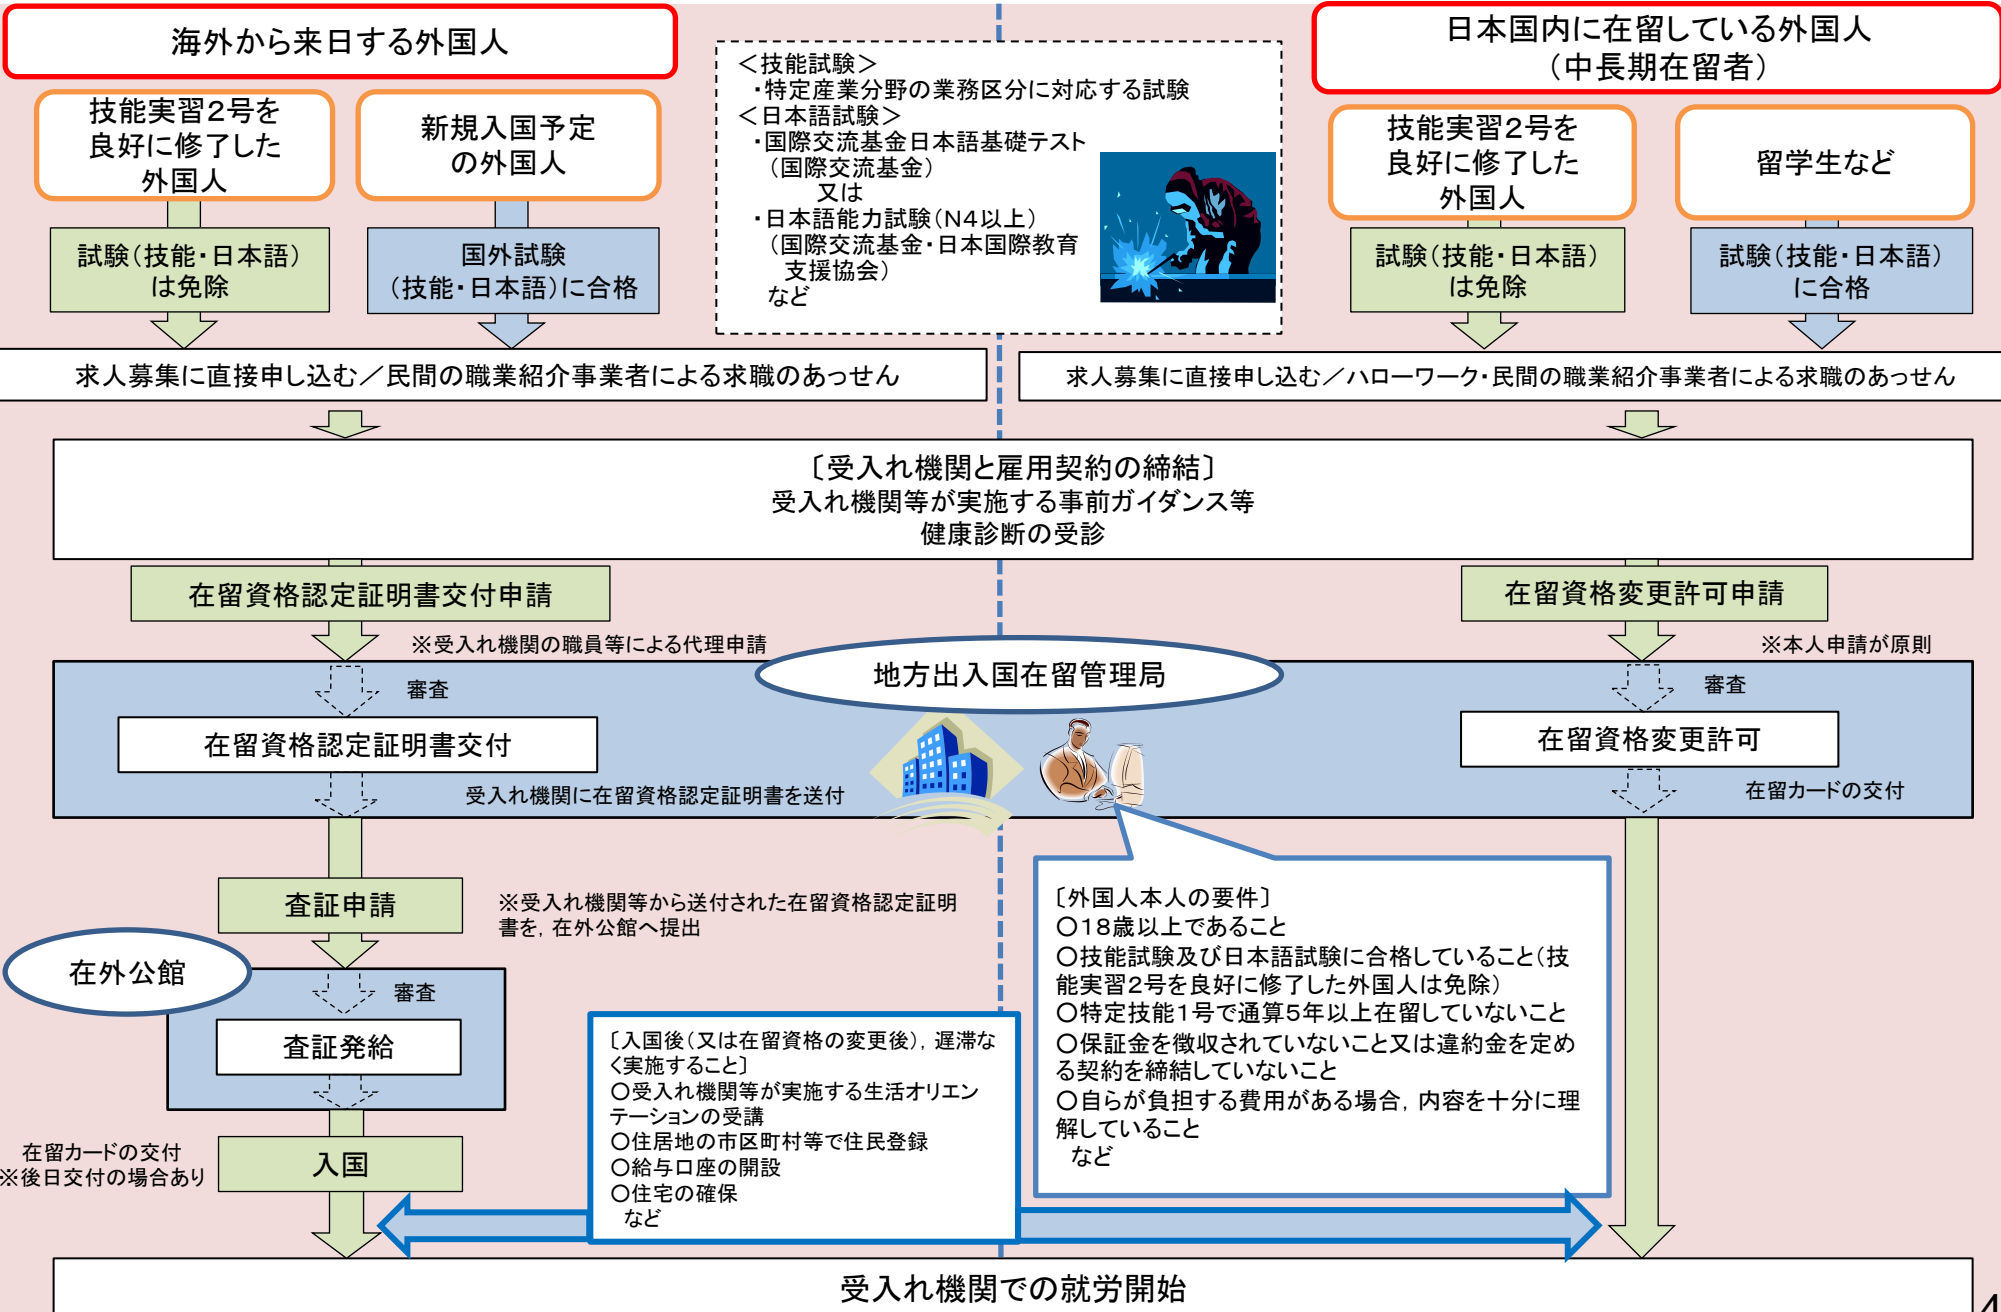 海外から来日する外国人
技能実習2号を
良好に修了した
外国人
新規入国予定
の外国人
試験(技能・日本語)
は免除
国外試験
(技能・日本語)に合格
求人募集に直接申し込む/民間の職業紹介事業者による求職のあっせん
<技能試験>
・特定産業分野の業務区分に対応する試験
<日本語試験>
・国際交流基金日本語基礎テスト
(国際交流基金)
又は
・日本語能力試験(N4以上)
(国際交流基金・日本国際教育
支援協会)
など
日本国内に在留している外国人
(中長期在留者)
技能実習2号を
良好に修了した
外国人
留学生など
試験(技能・日本語)
は免除
試験(技能・日本語)
に合格
求人募集に直接申し込む/ハローワーク・民間の職業紹介事業者による求職のあっせん
〔受入れ機関と雇用契約の締結〕
受入れ機関等が実施する事前ガイダンス等
健康診断の受診
在留資格認定証明書交付申請
※受入れ機関の職員等による代理申請
在留資格変更許可申請
※本人申請が原則
地方出入国在留管理局
審査
在留資格認定証明書交付
受入れ機関に在留資格認定証明書を送付
審査
在留資格変更許可
在留カードの交付
査証申請
※受入れ機関等から送付された在留資格認定証明
書を,在外公館へ提出
在外公館
審査
査証発給
在留カードの交付
※後日交付の場合あり
入国
〔入国後(又は在留資格の変更後),遅滞な
く実施すること〕
○受入れ機関等が実施する生活オリエン
テーションの受講
○住居地の市区町村等で住民登録
○給与口座の開設
○住宅の確保
など
〔外国人本人の要件〕
○18歳以上であること
○技能試験及び日本語試験に合格していること(技
能実習2号を良好に修了した外国人は免除)
○特定技能1号で通算5年以上在留していないこと
○保証金を徴収されていないこと又は違約金を定め
る契約を締結していないこと
○自らが負担する費用がある場合,内容を十分に理
解していること
など
受入れ機関での就労開始
4